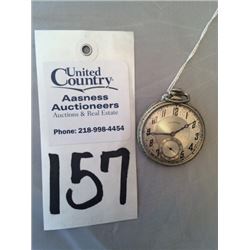 United
Country®
Aasness
Auctioneers
Auctions & Real Estate
Phone: 218-998-4454
157